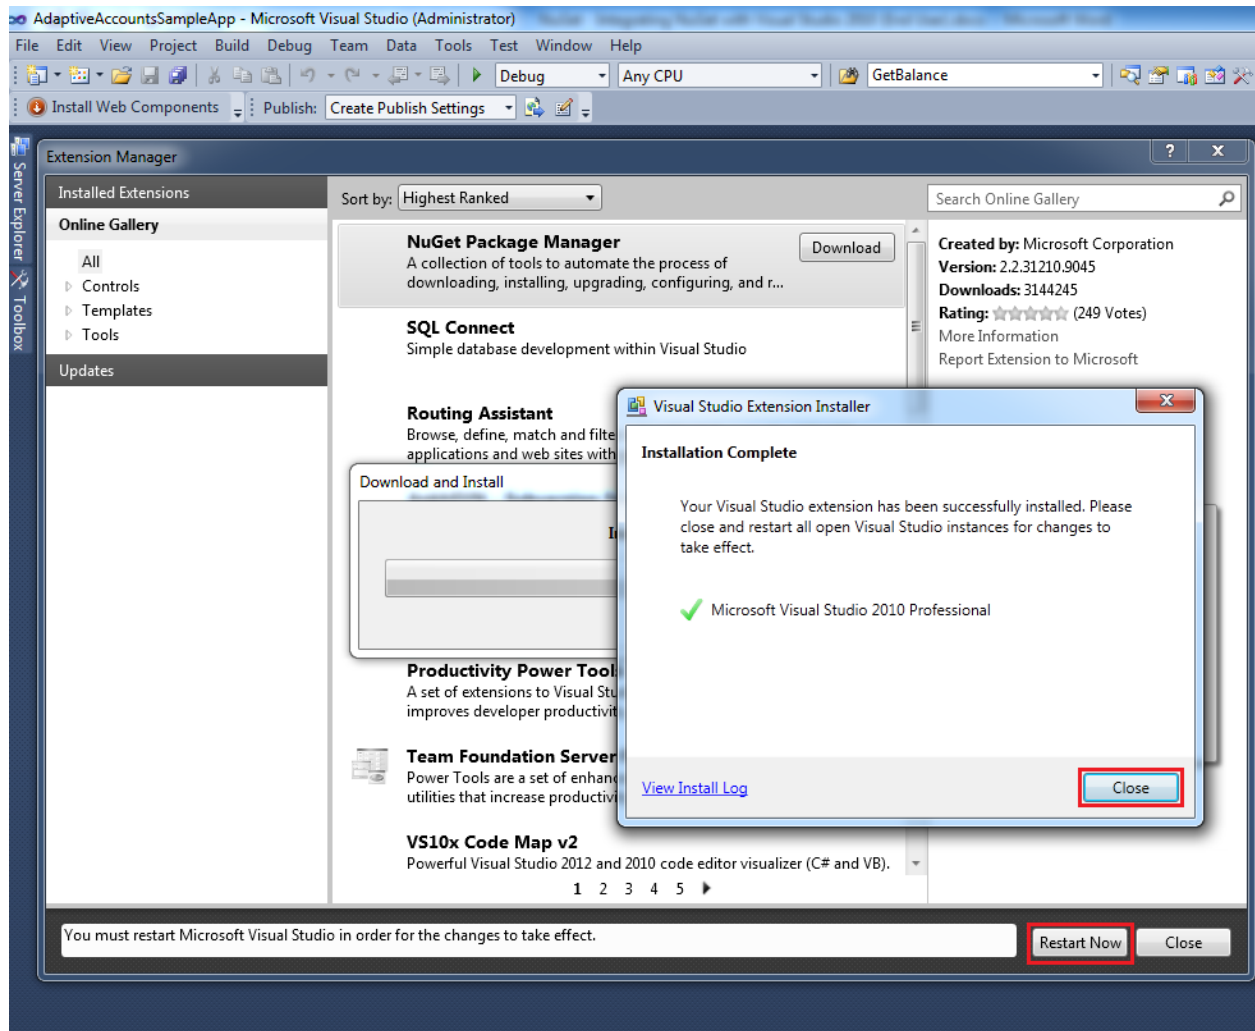 AdaptiveAccountsSampleApp - Microsoft Visual Studio (Administrator)
File Edit View Project Build Debug Team Data Tools Test Window Help
Debug Any CPU GetBalance
Install Web Components Publish: Create Publish Settings
Server Explorer
Toolbox
Extension Manager
? X
Installed Extensions
Online Gallery
All
Controls
Templates
Tools
Updates
Sort by: Highest Ranked
NuGet Package Manager
A collection of tools to automate the process of
downloading, installing, upgrading, configuring, and r...
Download
SQL Connect
Simple database development within Visual Studio
Routing Assistant
Browse, define, match and filte
applications and web sites with
Download and Install
Productivity Power Tool
A set of extensions to Visual Stu
improves developer productivit
Team Foundation Server
Power Tools are a set of enhanc
utilities that increase productivi
VS10x Code Map v2
Powerful Visual Studio 2012 and 2010 code editor visualizer (C# and VB).
1 2 3 4 5
Search Online Gallery
Created by: Microsoft Corporation
Version: 2.2.31210.9045
Downloads: 3144245
Rating: (249 Votes)
More Information
Report Extension to Microsoft
Visual Studio Extension Installer
Installation Complete
Your Visual Studio extension has been successfully installed. Please
close and restart all open Visual Studio instances for changes to
take effect.
Microsoft Visual Studio 2010 Professional
View Install Log
Close
You must restart Microsoft Visual Studio in order for the changes to take effect.
Restart Now
Close